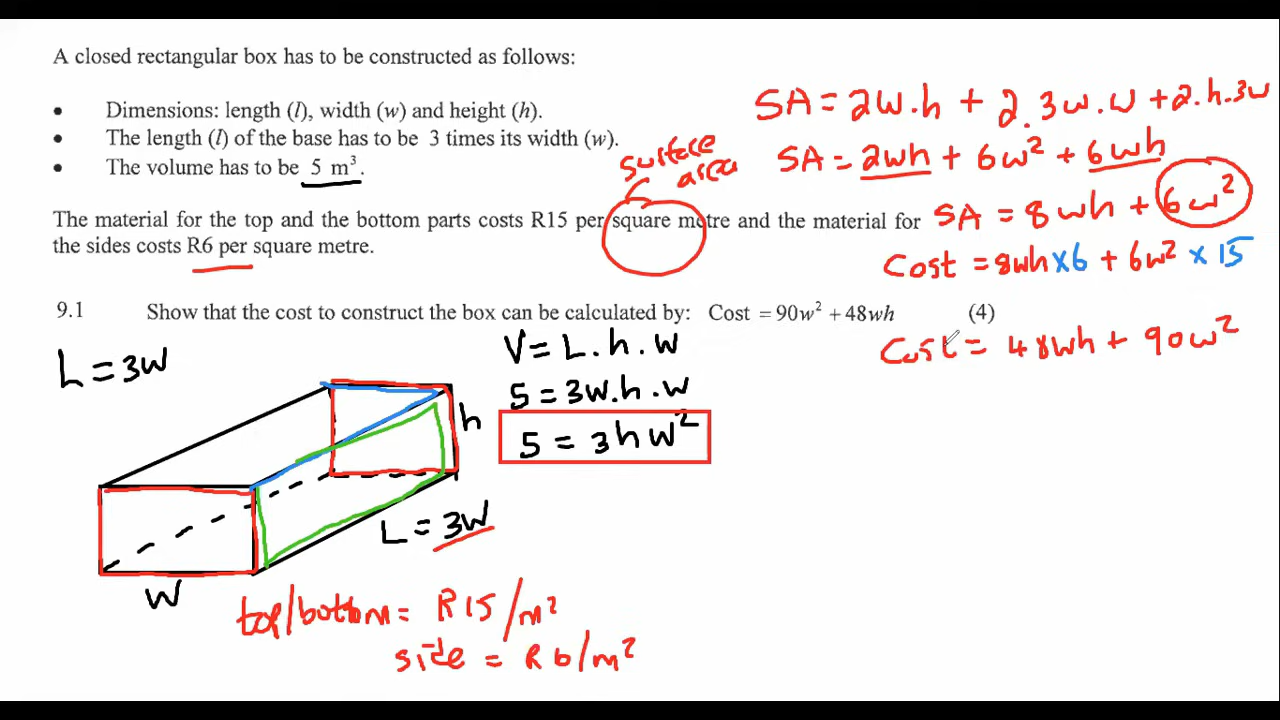 A closed rectangular box has to be constructed as follows:
• Dimensions: length (l), width (w) and height (h).
• The length (l) of the base has to be 3 times its width (w).
• The volume has to be 5 m³.
The material for the top and the bottom parts costs R15 per square metre and the material for
the sides costs R6 per square metre.
surface
area
SA = 2w.h + 2.3w.w + 2.h.3w
SA = 2wh + 6w² + 6wh
SA = 8wh + 6w²
Cost = 8wh x6 + 6w² x 15
9.1 Show that the cost to construct the box can be calculated by: Cost = 90w² + 48wh (4)
Cost = 48wh + 90w²
L = 3w
V = L.h.w
5 = 3w.h.w
5 = 3hw²
h
L = 3w
w
top/bottom = R15/m²
side = R6/m²